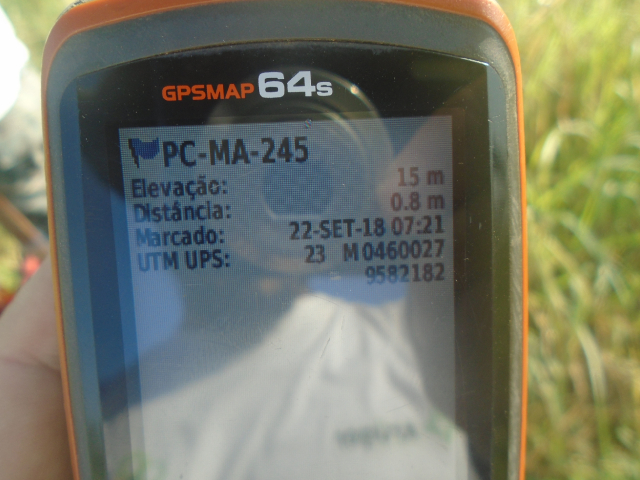 GPSMAP 64s
PC-MA-245
Elevação: 15 m
Distância: 0.8 m
Marcado: 22-SET-18 07:21
UTM UPS: 23 M 0460027
9582182